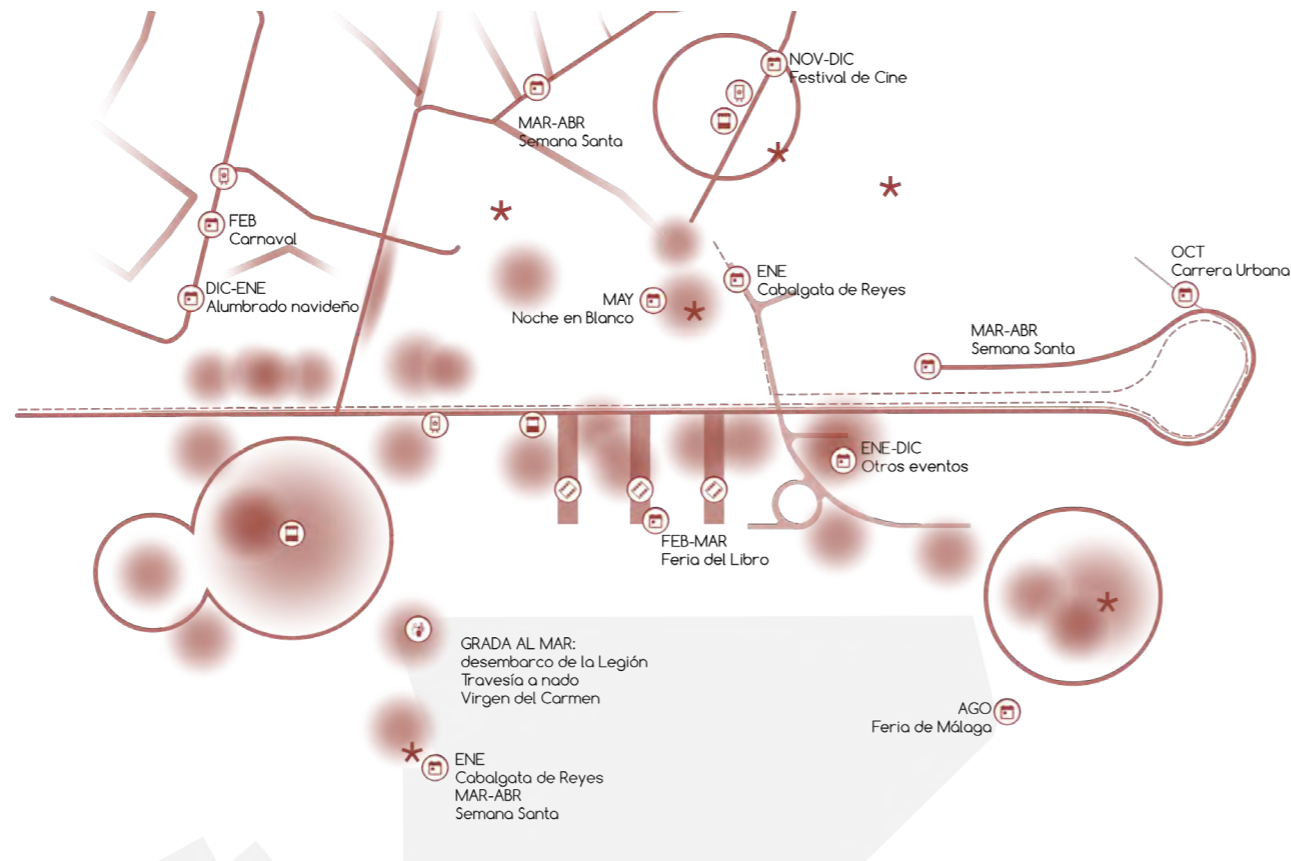 NOV-DIC
Festival de Cine
MAR-ABR
Semana Santa
FEB
Carnaval
DIC-ENE
Alumbrado navideño
MAY
Noche en Blanco
ENE
Cabalgata de Reyes
OCT
Carrera Urbana
MAR-ABR
Semana Santa
ENE-DIC
Otros eventos
FEB-MAR
Feria del Libro
GRADA AL MAR:
desembarco de la Legión
Travesía a nado
Virgen del Carmen
AGO
Feria de Málaga
ENE
Cabalgata de Reyes
MAR-ABR
Semana Santa